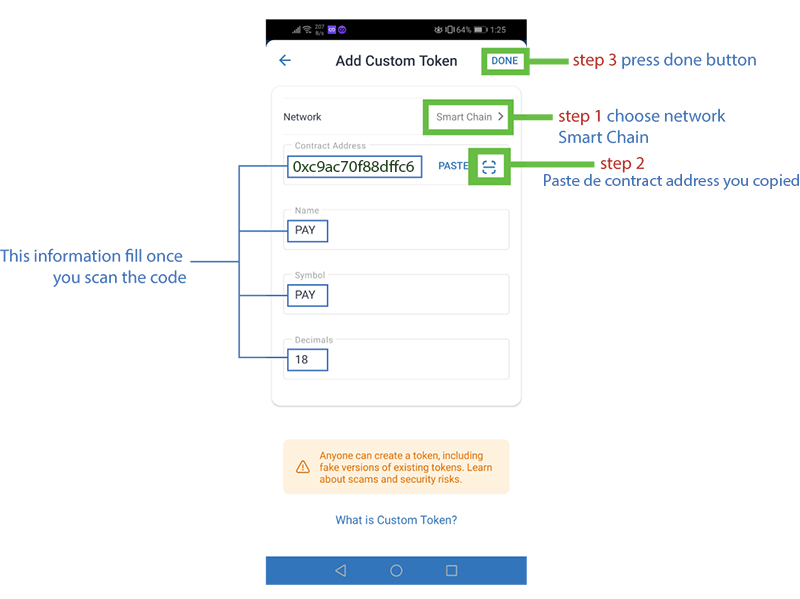 207
B/s
64%
1:25
Add Custom Token
DONE
step 3 press done button
Network
Smart Chain
step 1 choose network
Smart Chain
Contract Address
0xc9ac70f88dffc6
PASTE
step 2
Paste de contract address you copied
Name
PAY
This information fill once
you scan the code
Symbol
PAY
Decimals
18
Anyone can create a token, including
fake versions of existing tokens. Learn
about scams and security risks.
What is Custom Token?